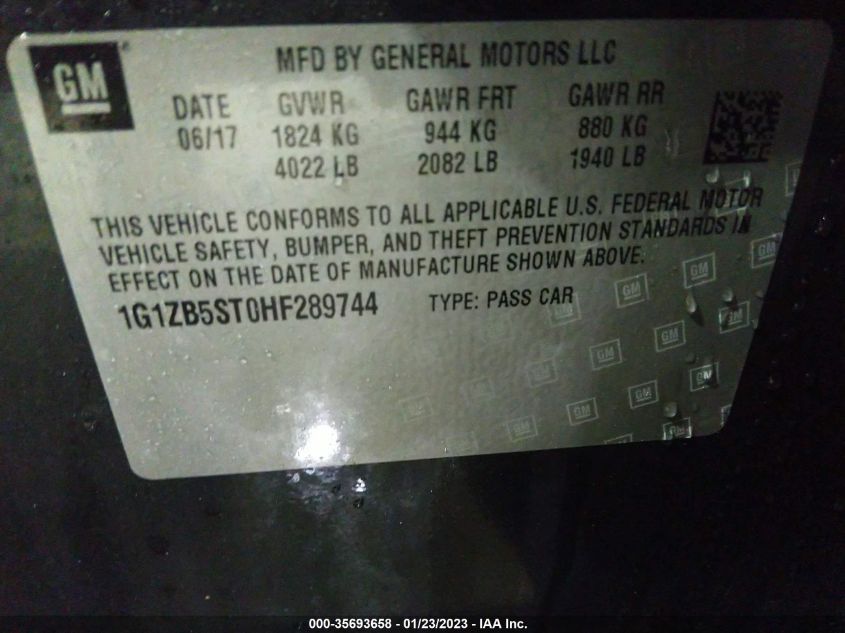 GM
MFD BY GENERAL MOTORS LLC
DATE GVWR GAWR FRT GAWR RR
06/17 1824 KG 944 KG 880 KG
4022 LB 2082 LB 1940 LB
THIS VEHICLE CONFORMS TO ALL APPLICABLE U.S. FEDERAL MOTOR
VEHICLE SAFETY, BUMPER, AND THEFT PREVENTION STANDARDS IN
EFFECT ON THE DATE OF MANUFACTURE SHOWN ABOVE.
1G1ZB5ST0HF289744 TYPE: PASS CAR
000-35693658 - 01/23/2023 - IAA Inc.